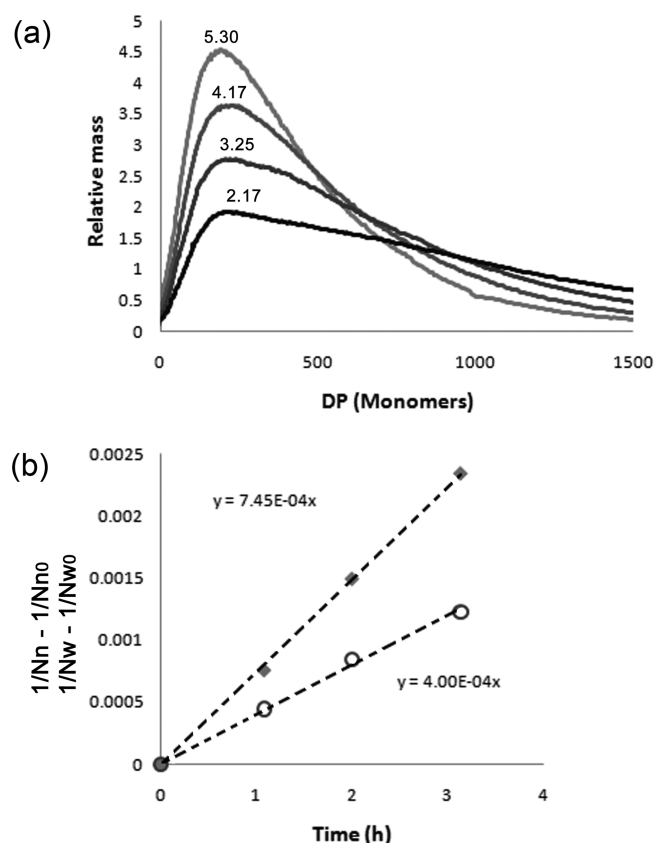 (a)
5
4.5
4
3.5
3
2.5
2
1.5
1
0.5
0
Relative mass
5.30
4.17
3.25
2.17
0 500 1000 1500
DP (Monomers)
(b)
0.0025
0.002
0.0015
0.001
0.0005
0
1/Nn - 1/Nn0
1/Nw - 1/Nw0
y = 7.45E-04x
y = 4.00E-04x
0 1 2 3 4
Time (h)